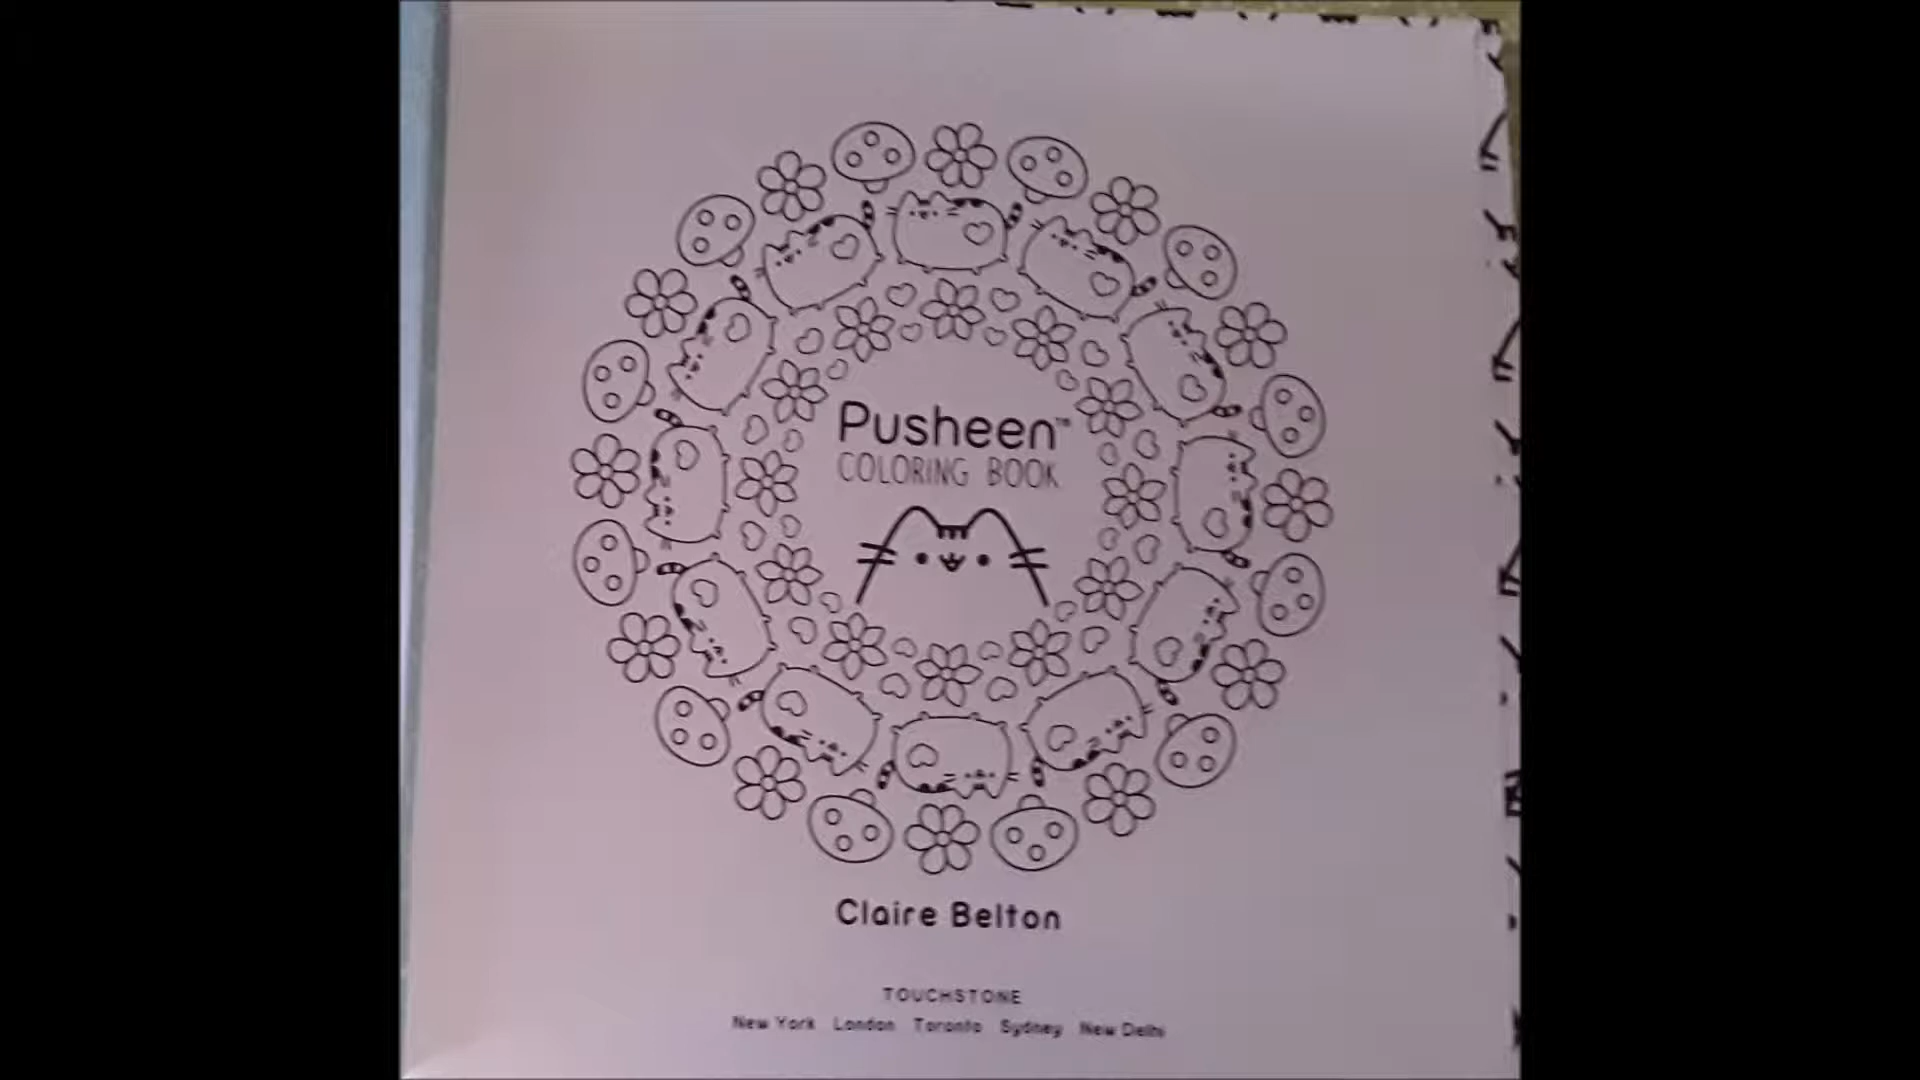 Pusheen™
COLORING BOOK
Claire Belton
TOUCHSTONE
New York London Toronto Sydney New Delhi